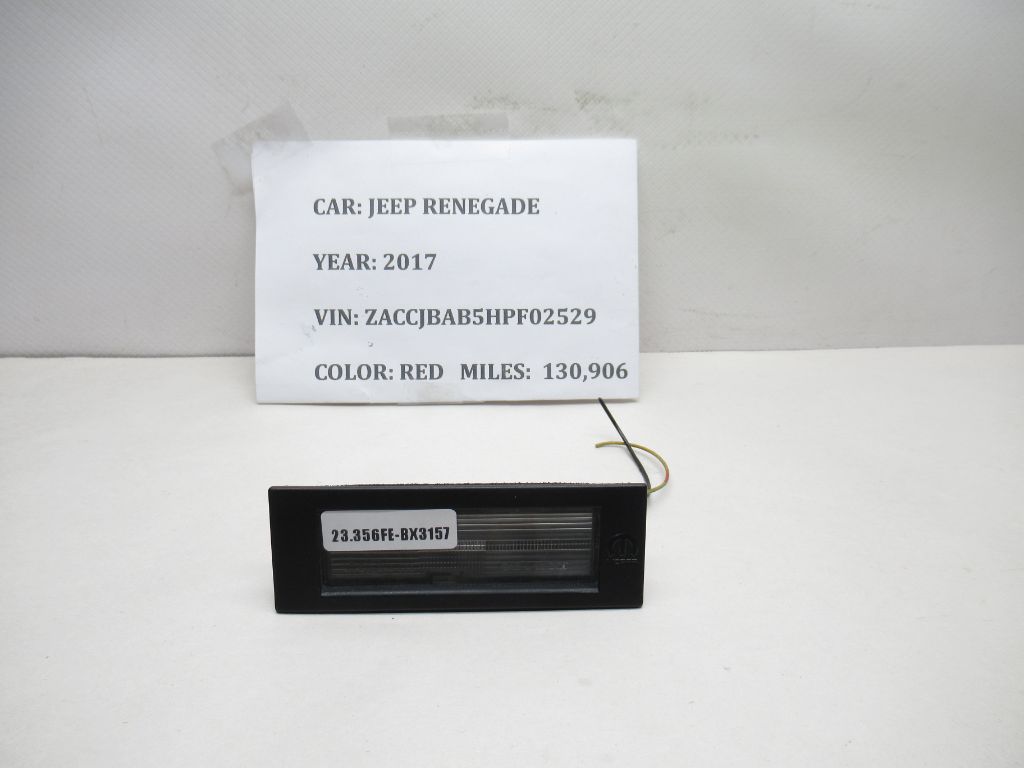 CAR: JEEP RENEGADE
YEAR: 2017
VIN: ZACCJBAB5HPF02529
COLOR: RED MILES: 130,906
23.356FE-BX3157